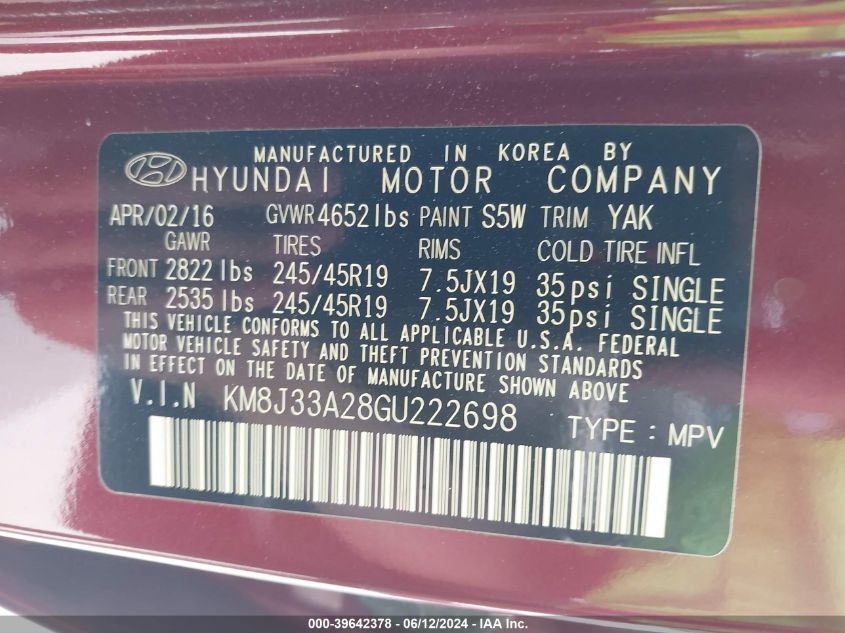 MANUFACTURED IN KOREA BY
HYUNDAI MOTOR COMPANY
APR/02/16 GVWR 4652lbs PAINT S5W TRIM YAK
GAWR TIRES RIMS COLD TIRE INFL
FRONT 2822lbs 245/45R19 7.5JX19 35psi SINGLE
REAR 2535lbs 245/45R19 7.5JX19 35psi SINGLE
THIS VEHICLE CONFORMS TO ALL APPLICABLE U.S.A. FEDERAL
MOTOR VEHICLE SAFETY AND THEFT PREVENTION STANDARDS
IN EFFECT ON THE DATE OF MANUFACTURE SHOWN ABOVE
V.I.N KM8J33A28GU222698 TYPE : MPV
000-39642378 - 06/12/2024 - IAA Inc.